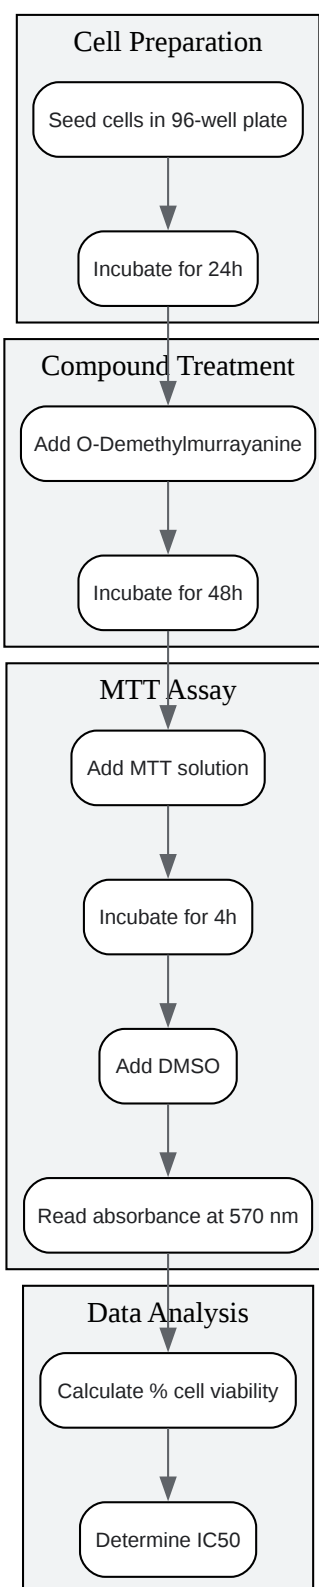 Cell Preparation
Seed cells in 96-well plate
Incubate for 24h
Compound Treatment
Add O-Demethylmurrayanine
Incubate for 48h
MTT Assay
Add MTT solution
Incubate for 4h
Add DMSO
Read absorbance at 570 nm
Data Analysis
Calculate % cell viability
Determine IC50